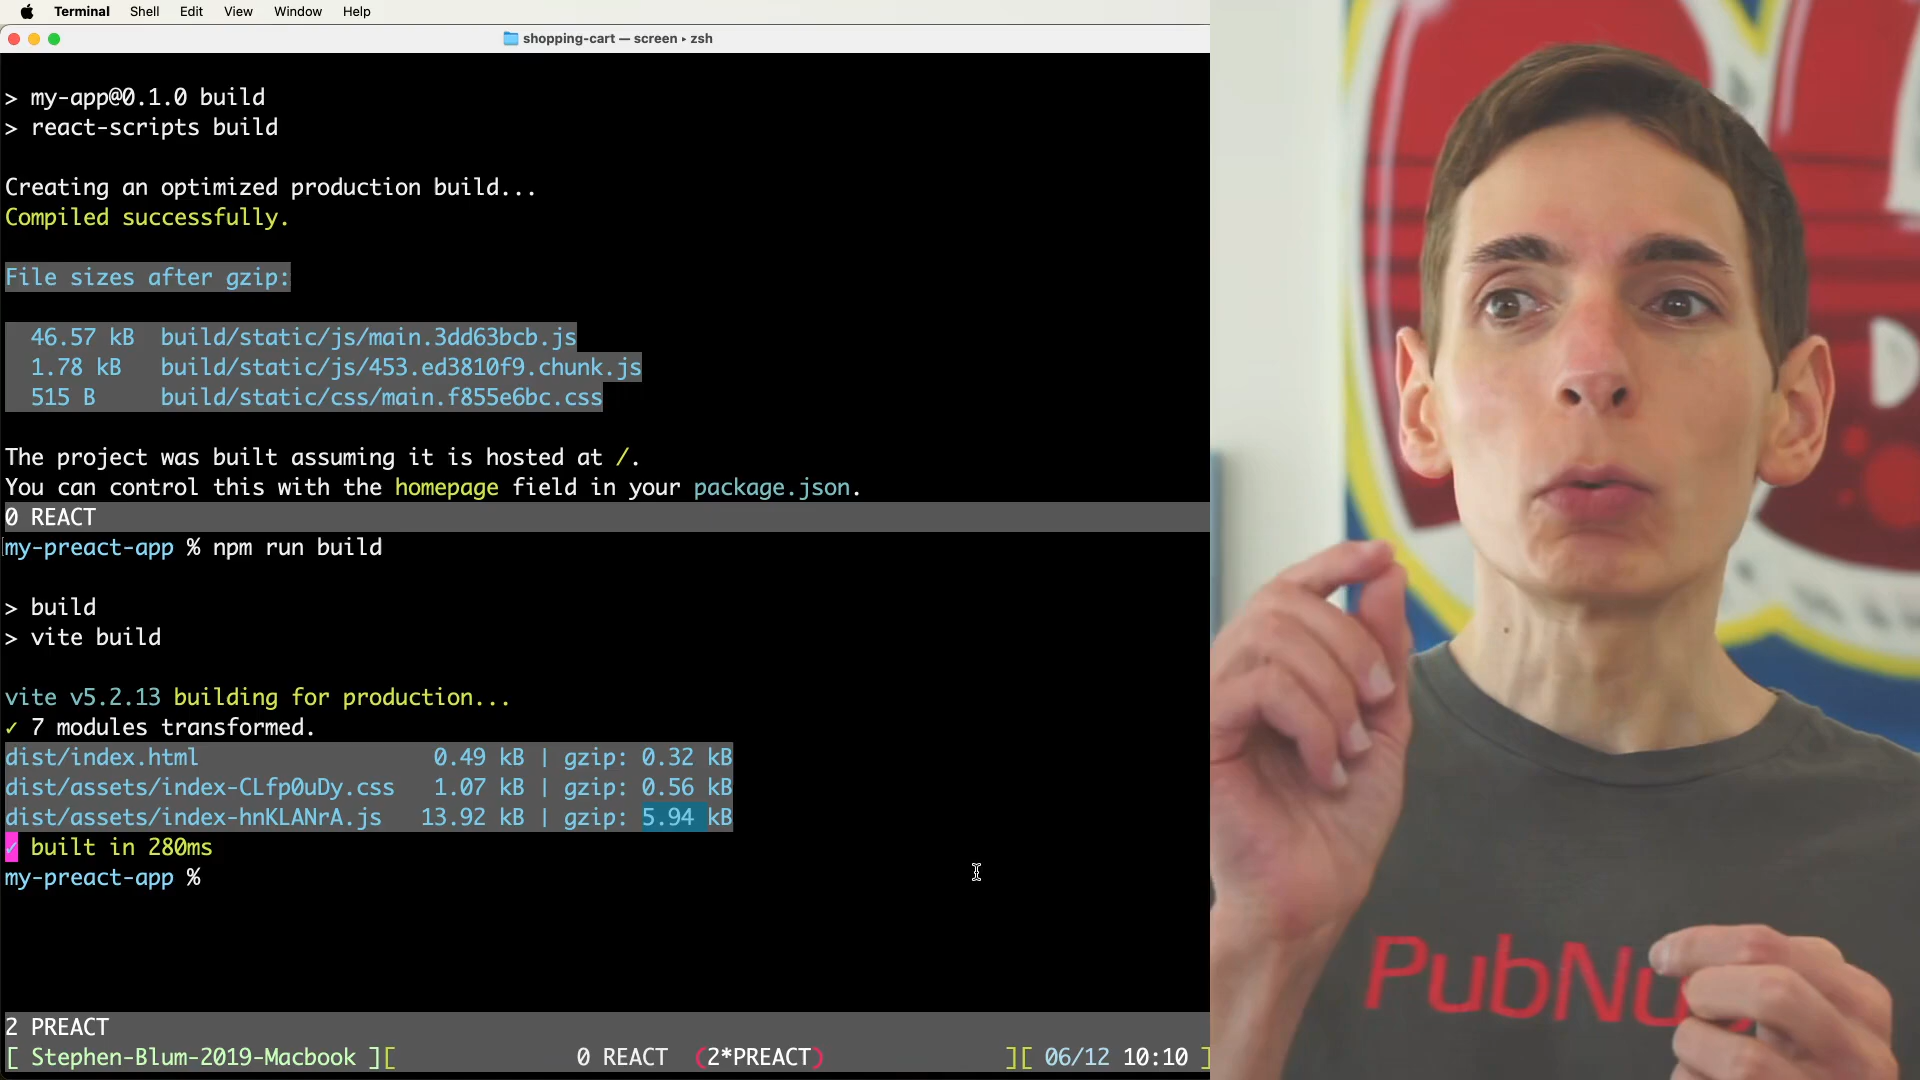 Terminal Shell Edit View Window Help
shopping-cart — screen ▸ zsh
> my-app@0.1.0 build
> react-scripts build
Creating an optimized production build...
Compiled successfully.
File sizes after gzip:
46.57 kB build/static/js/main.3dd63bcb.js
1.78 kB build/static/js/453.ed3810f9.chunk.js
515 B build/static/css/main.f855e6bc.css
The project was built assuming it is hosted at /.
You can control this with the homepage field in your package.json.
0 REACT
my-preact-app % npm run build
> build
> vite build
vite v5.2.13 building for production...
✓ 7 modules transformed.
dist/index.html 0.49 kB | gzip: 0.32 kB
dist/assets/index-CLfp0uDy.css 1.07 kB | gzip: 0.56 kB
dist/assets/index-hnKLANrA.js 13.92 kB | gzip: 5.94 kB
✓ built in 280ms
my-preact-app %
2 PREACT
[ Stephen-Blum-2019-Macbook ][ 0 REACT (2*PREACT) ][ 06/12 10:10 ]
PubNu